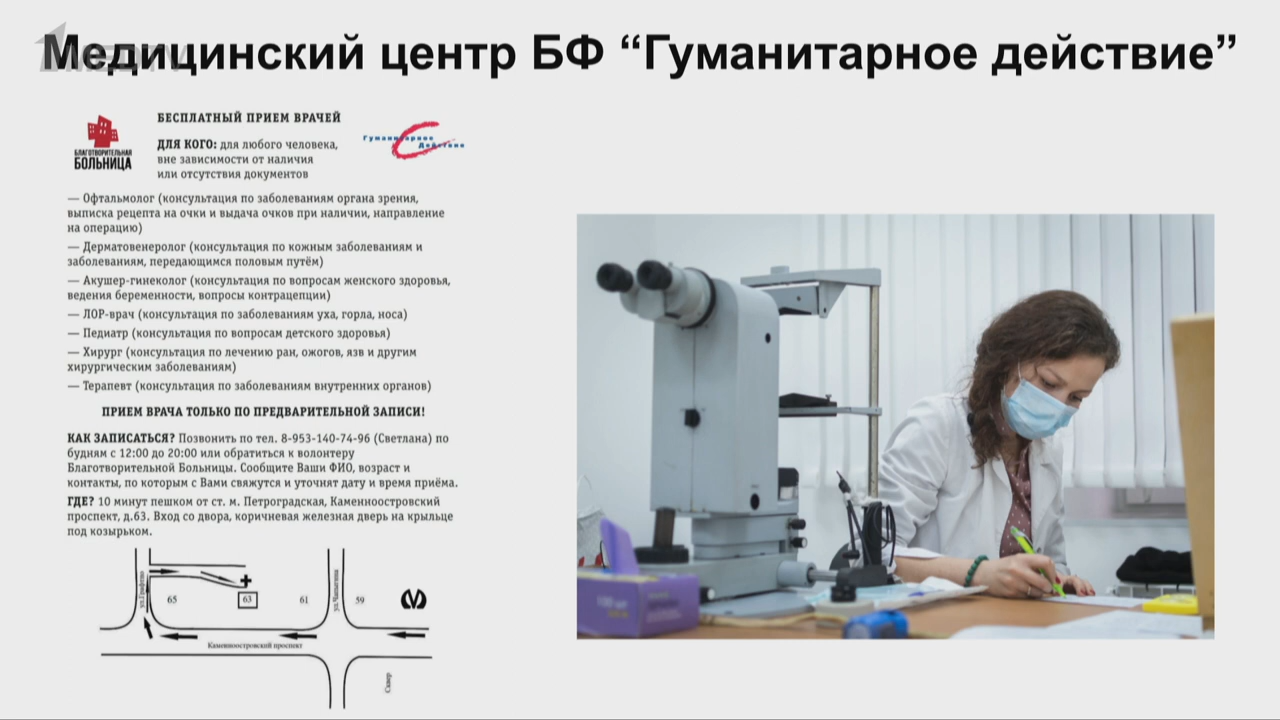 Медицинский центр БФ “Гуманитарное действие”
1MEDTV
БЕСПЛАТНЫЙ ПРИЕМ ВРАЧЕЙ
БЛАГОТВОРИТЕЛЬНАЯ
БОЛЬНИЦА
ДЛЯ КОГО: для любого человека,
вне зависимости от наличия
или отсутствия документов
Гуманитарное
Действие
— Офтальмолог (консультация по заболеваниям органа зрения,
выписка рецепта на очки и выдача очков при наличии, направление
на операцию)
— Дерматовенеролог (консультация по кожным заболеваниям и
заболеваниям, передающимся половым путём)
— Акушер-гинеколог (консультация по вопросам женского здоровья,
ведения беременности, вопросы контрацепции)
— ЛОР-врач (консультация по заболеваниям уха, горла, носа)
— Педиатр (консультация по вопросам детского здоровья)
— Хирург (консультация по лечению ран, ожогов, язв и другим
хирургическим заболеваниям)
— Терапевт (консультация по заболеваниям внутренних органов)
ПРИЕМ ВРАЧА ТОЛЬКО ПО ПРЕДВАРИТЕЛЬНОЙ ЗАПИСИ!
КАК ЗАПИСАТЬСЯ? Позвонить по тел. 8-953-140-74-96 (Светлана) по
будням с 12:00 до 20:00 или обратиться к волонтеру
Благотворительной Больницы. Сообщите Ваши ФИО, возраст и
контакты, по которым с Вами свяжутся и уточнят дату и время приёма.
ГДЕ? 10 минут пешком от ст. м. Петроградская, Каменноостровский
проспект, д.63. Вход со двора, коричневая железная дверь на крыльце
под козырьком.
ул.Графтио
65
63
61
ул.Чапыгина
59
Каменноостровский проспект
Сквер